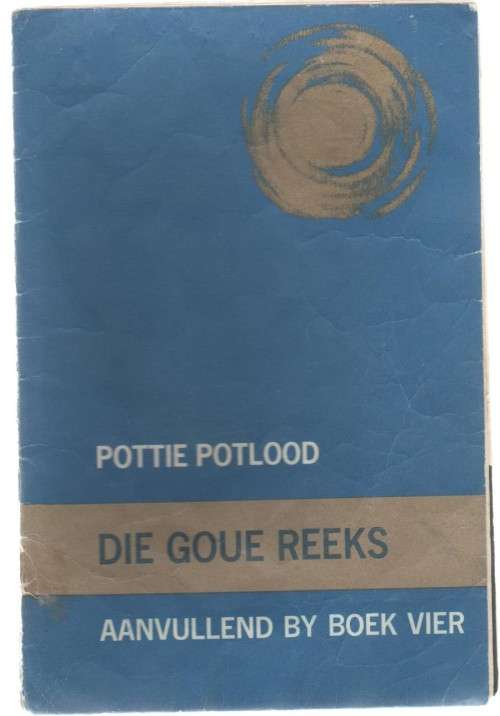 POTTIE POTLOOD
DIE GOUE REEKS
AANVULLEND BY BOEK VIER